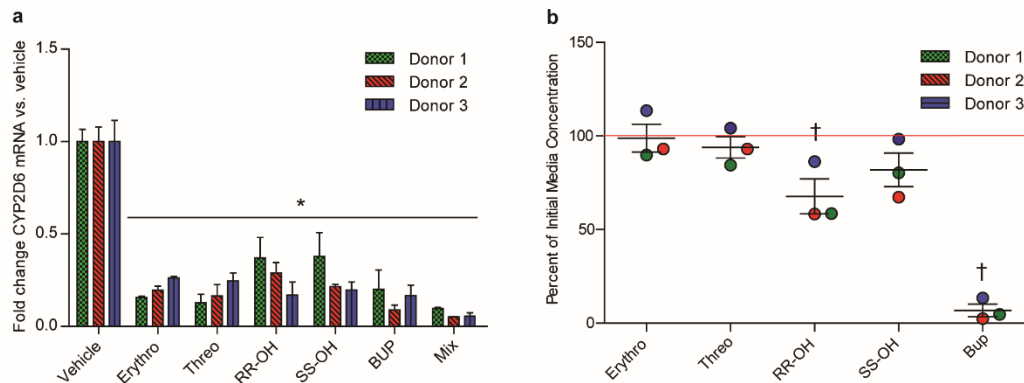 a
Fold change CYP2D6 mRNA vs. vehicle
1.5
1.0
0.5
0.0
Donor 1
Donor 2
Donor 3
*
Vehicle
Erythro
Threo
RR-OH
SS-OH
BUP
Mix
b
Percent of Initial Media Concentration
150
100
50
0
Donor 1
Donor 2
Donor 3
†
†
Erythro
Threo
RR-OH
SS-OH
Bup